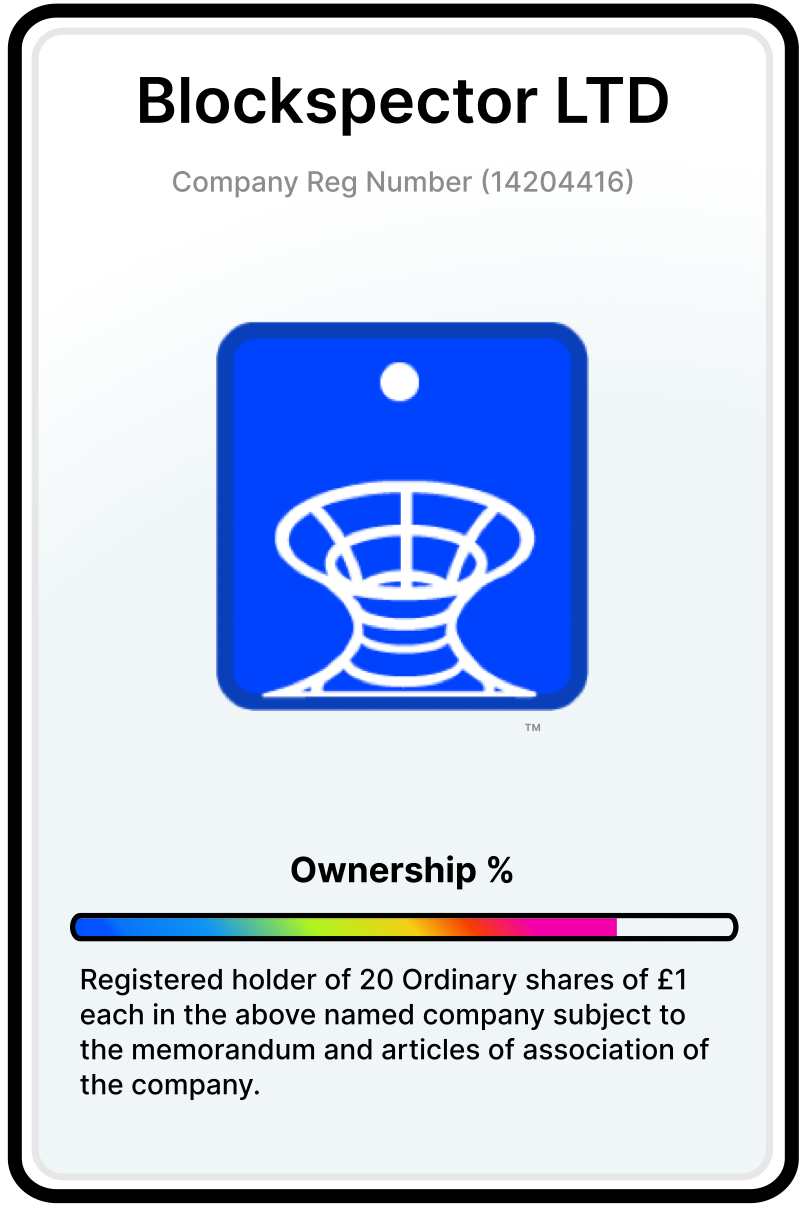 Blockspector LTD
Company Reg Number (14204416)
TM
Ownership %
Registered holder of 20 Ordinary shares of £1
each in the above named company subject to
the memorandum and articles of association of
the company.